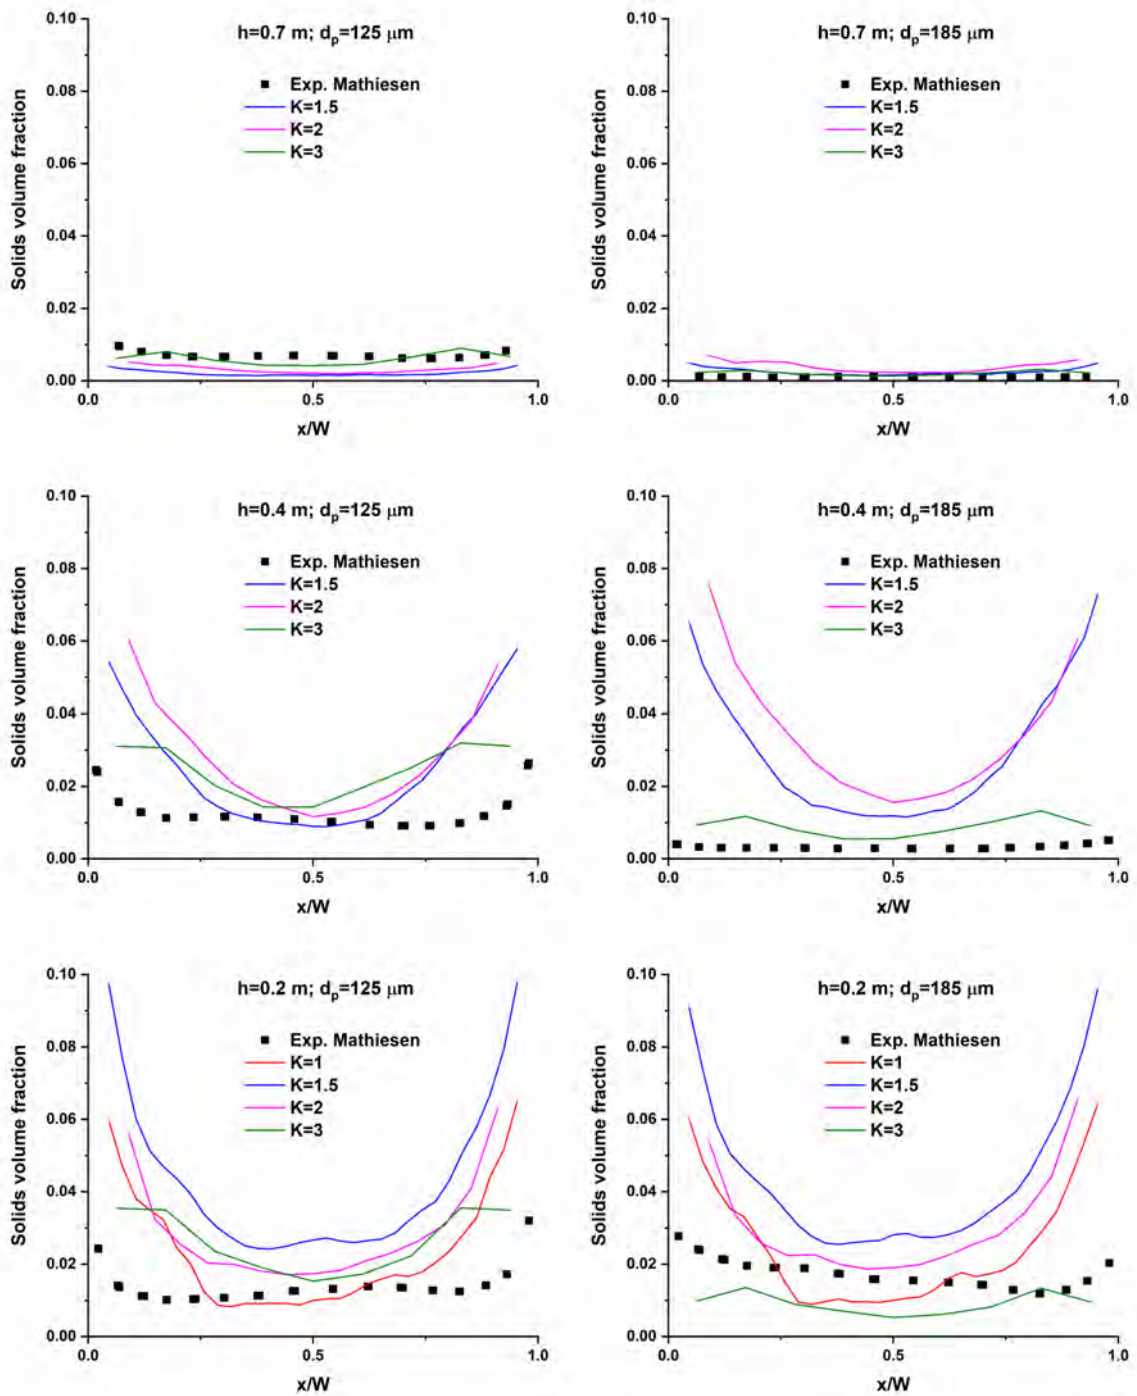 h=0.7 m; dp=125 μm
Exp. Mathiesen
K=1.5
K=2
K=3
Solids volume fraction
0.10
0.08
0.06
0.04
0.02
0.00
0.0
0.5
1.0
x/W
h=0.7 m; dp=185 μm
Exp. Mathiesen
K=1.5
K=2
K=3
Solids volume fraction
0.10
0.08
0.06
0.04
0.02
0.00
0.0
0.5
1.0
x/W
h=0.4 m; dp=125 μm
Exp. Mathiesen
K=1.5
K=2
K=3
Solids volume fraction
0.10
0.08
0.06
0.04
0.02
0.00
0.0
0.5
1.0
x/W
h=0.4 m; dp=185 μm
Exp. Mathiesen
K=1.5
K=2
K=3
Solids volume fraction
0.10
0.08
0.06
0.04
0.02
0.00
0.0
0.5
1.0
x/W
h=0.2 m; dp=125 μm
Exp. Mathiesen
K=1
K=1.5
K=2
K=3
Solids volume fraction
0.10
0.08
0.06
0.04
0.02
0.00
0.0
0.5
1.0
x/W
h=0.2 m; dp=185 μm
Exp. Mathiesen
K=1
K=1.5
K=2
K=3
Solids volume fraction
0.10
0.08
0.06
0.04
0.02
0.00
0.0
0.5
1.0
x/W